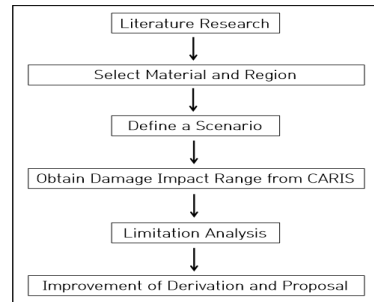 Literature Research
Select Material and Region
Define a Scenario
Obtain Damage Impact Range from CARIS
Limitation Analysis
Improvement of Derivation and Proposal